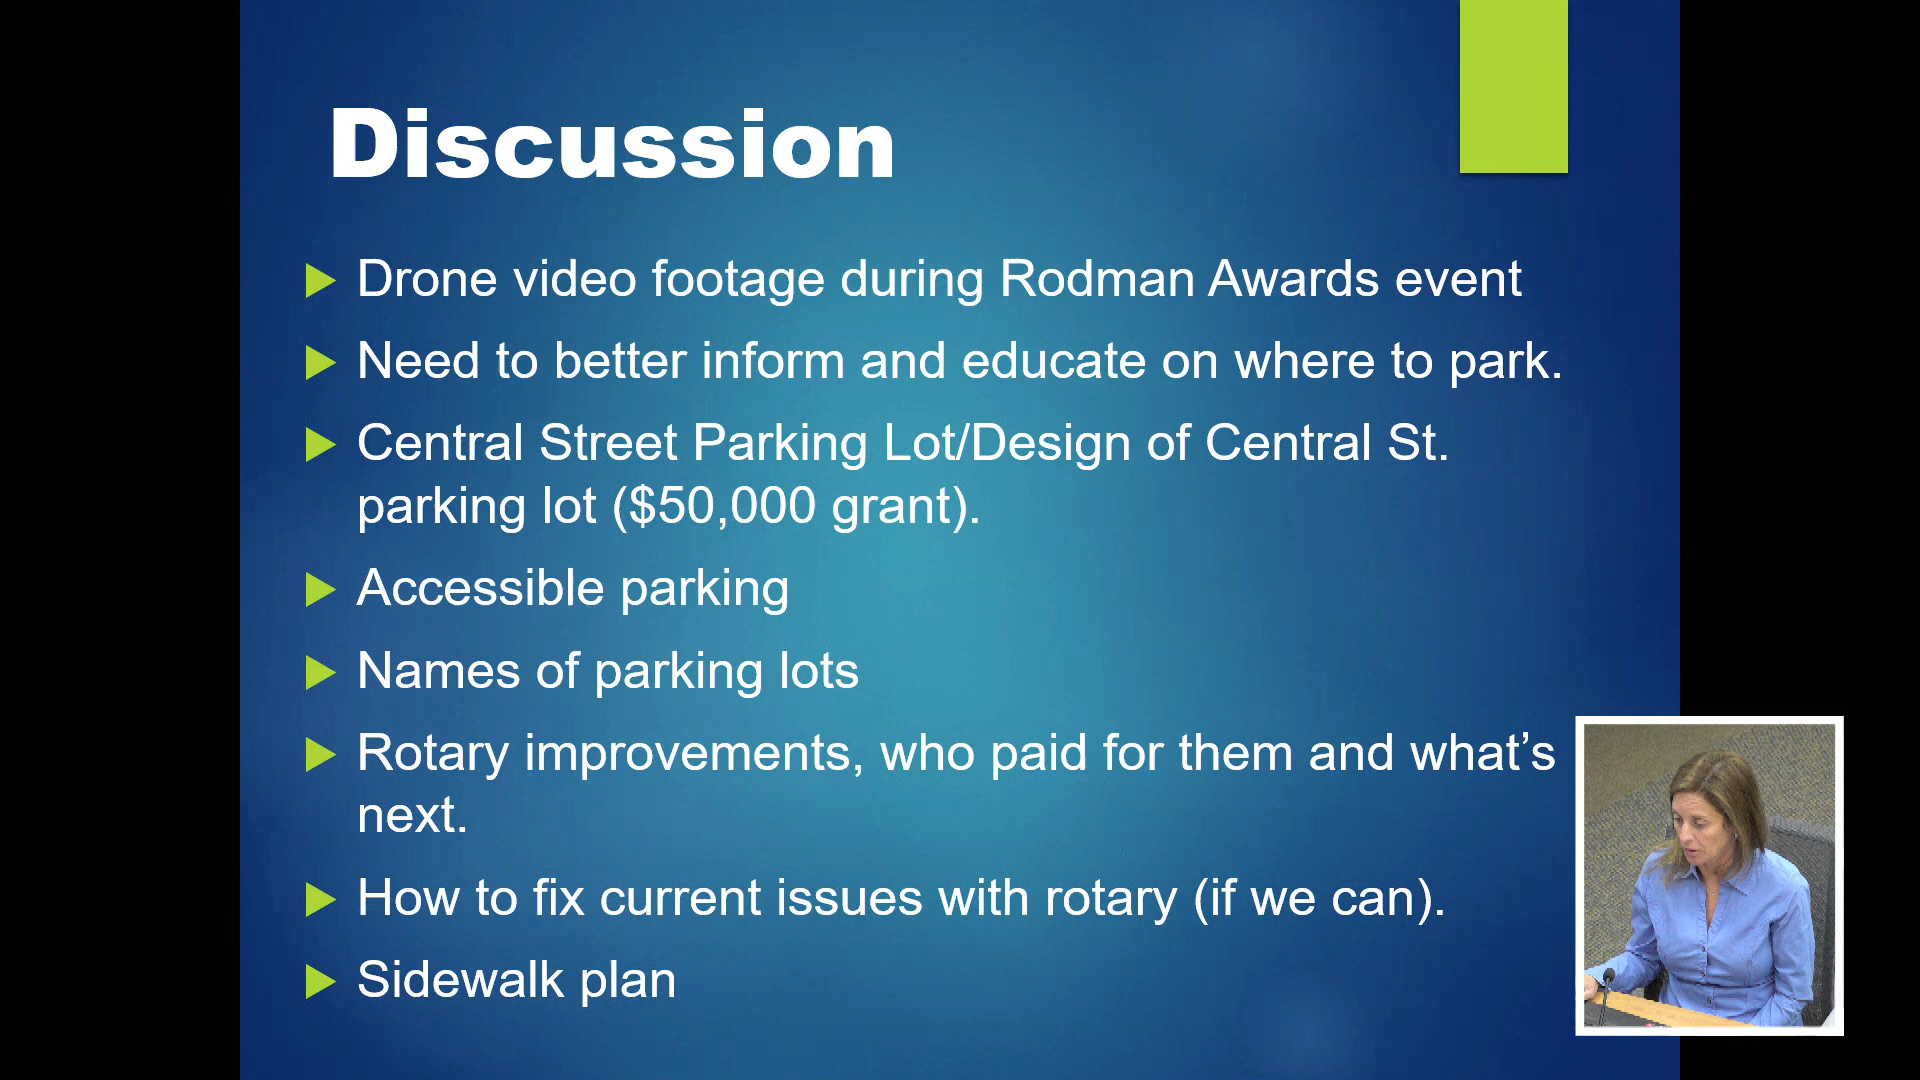 Discussion
Drone video footage during Rodman Awards event
Need to better inform and educate on where to park.
Central Street Parking Lot/Design of Central St.
parking lot ($50,000 grant).
Accessible parking
Names of parking lots
Rotary improvements, who paid for them and what’s
next.
How to fix current issues with rotary (if we can).
Sidewalk plan